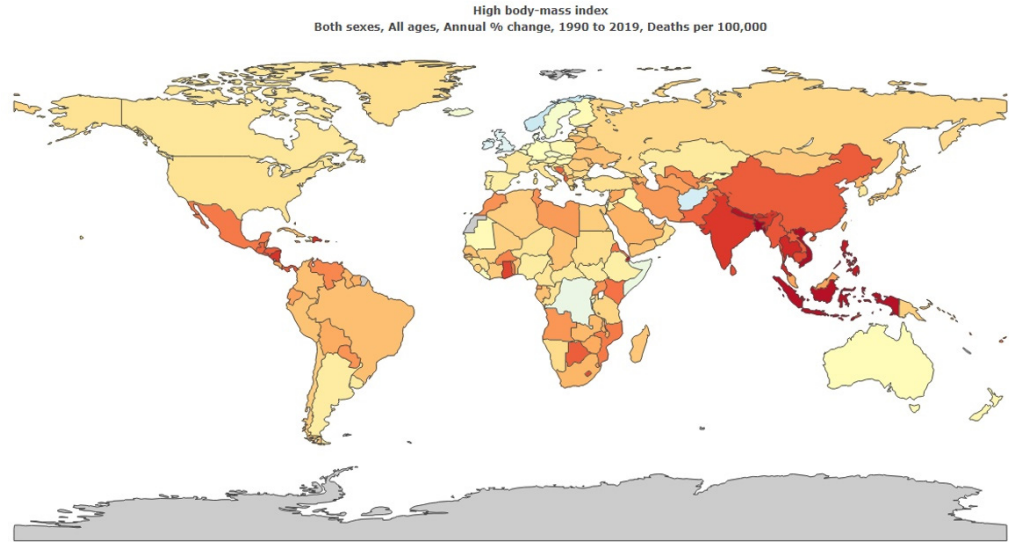 High body-mass index
Both sexes, All ages, Annual % change, 1990 to 2019, Deaths per 100,000